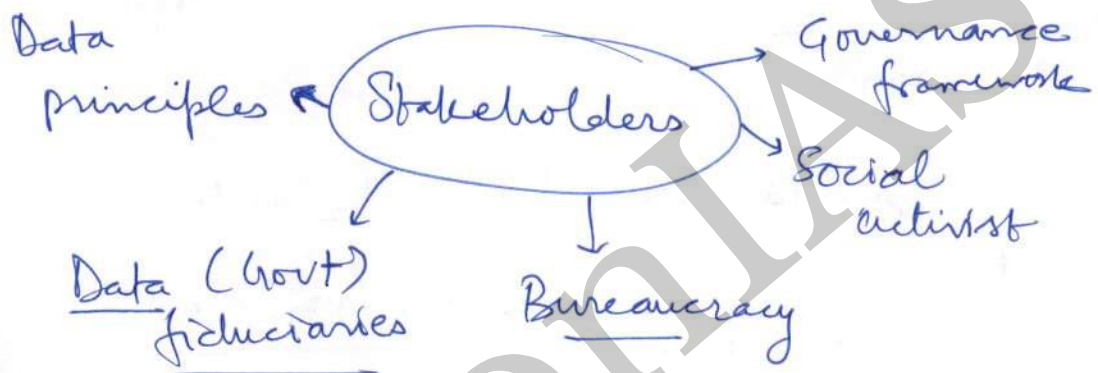 Data
principles
Stakeholders
Governance
framework
Social
activist
Data (Govt)
fiduciaries
Bureaucracy